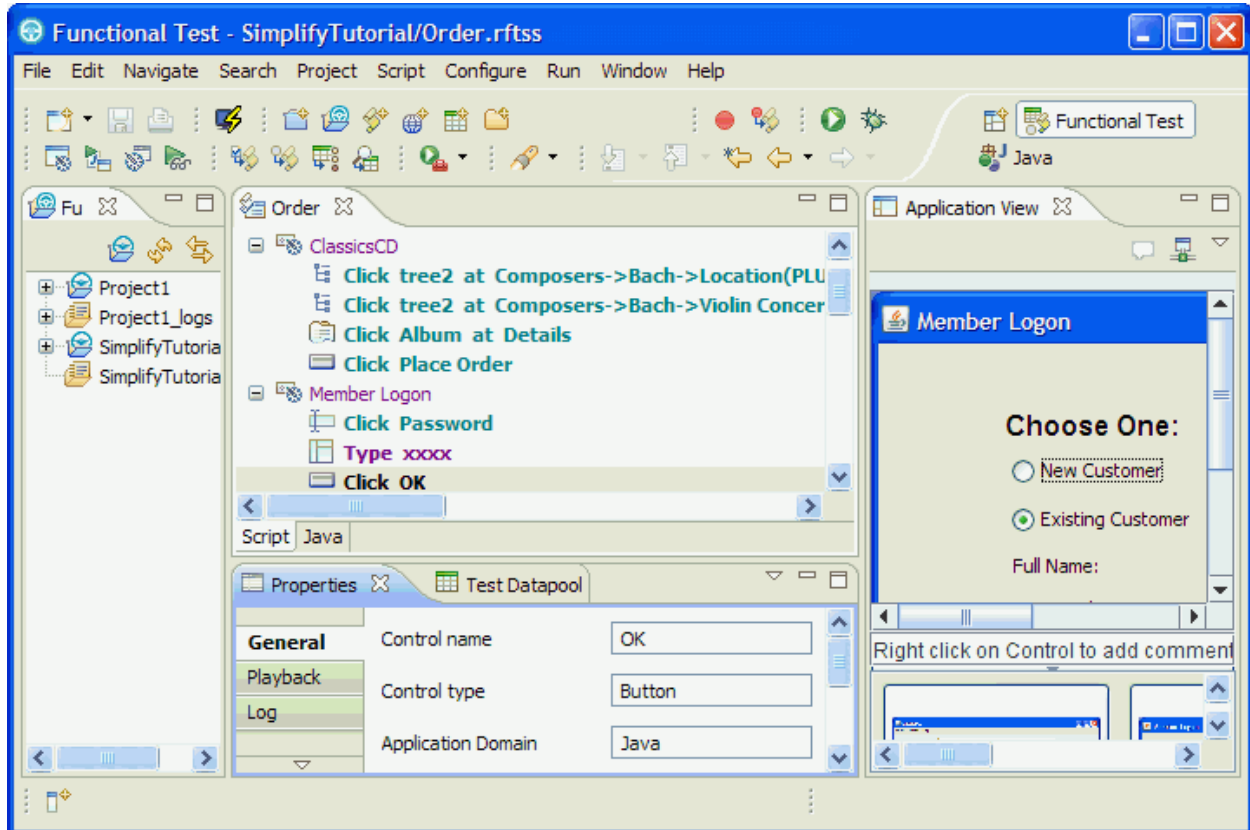 Functional Test - SimplifyTutorial/Order.rftss
File Edit Navigate Search Project Script Configure Run Window Help
Functional Test
Java
Fu
Project1
Project1_logs
SimplifyTutoria
SimplifyTutoria
Order
ClassicsCD
Click tree2 at Composers->Bach->Location(PLU
Click tree2 at Composers->Bach->Violin Concer
Click Album at Details
Click Place Order
Member Logon
Click Password
Type xxxx
Click OK
Script Java
Properties Test Datapool
General
Playback
Log
Control name OK
Control type Button
Application Domain Java
Application View
Member Logon
Choose One:
New Customer
Existing Customer
Full Name:
Right click on Control to add comment